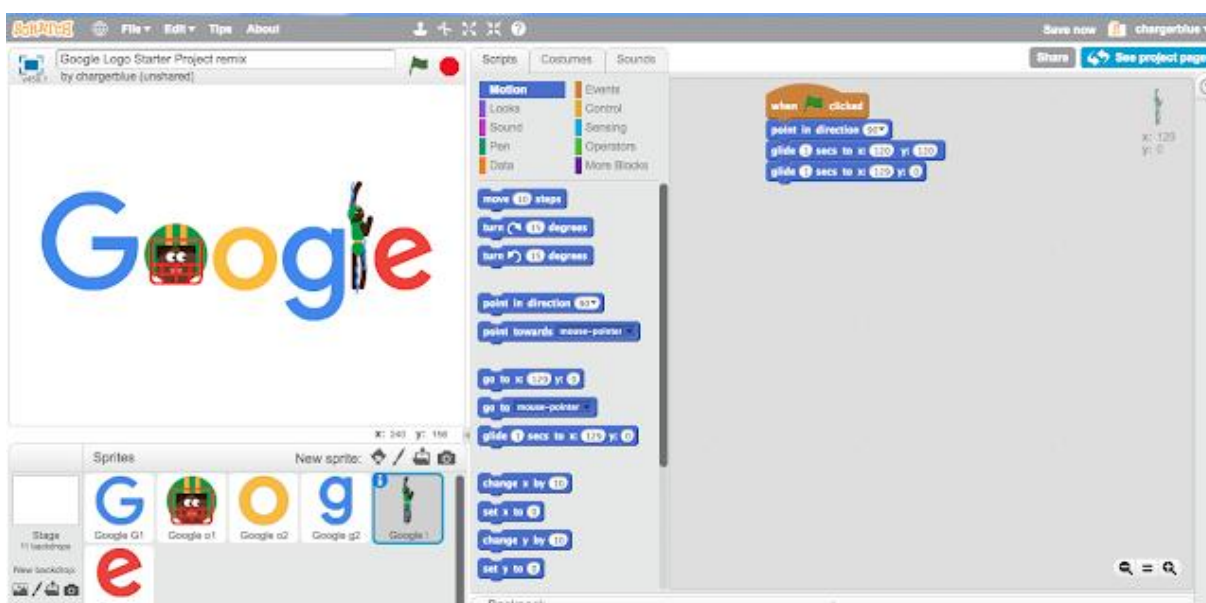 SCRATCH File Edit Tips About Save now chargerblue
Google Logo Starter Project remix
by chargerblue (unshared)
Google
x: 240 y:
Sprites New sprite:
G
o
g
Google G1 Google o1 Google o2 Google g2 Google l
e
Stage
11 backdrops
New backdrop:
Scripts Costumes Sounds
Motion Events
Looks Control
Sound Sensing
Pen Operators
Data More Blocks
move 10 steps
turn 15 degrees
turn 15 degrees
point in direction 90
point towards mouse-pointer
go to x: 129 y: 0
go to mouse-pointer
glide 1 secs to x: 129 y: 0
change x by 10
set x to 0
change y by 10
set y to 0
Share See project page
when clicked
point in direction 90
glide 1 secs to x: 120 y: 120
glide 1 secs to x: 129 y: 0
x: 129
y: 0